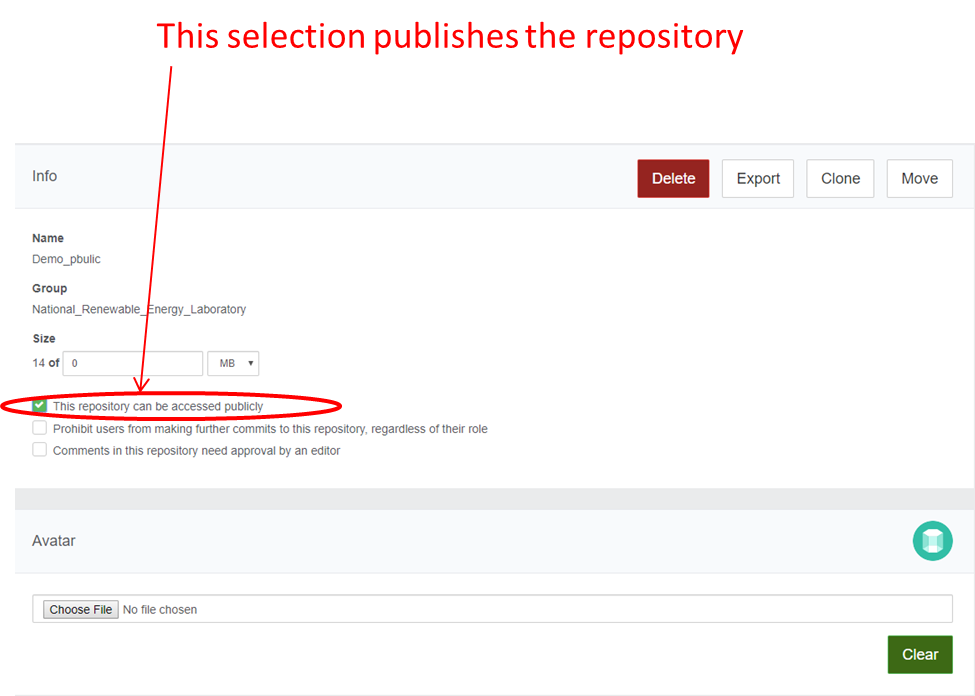 This selection publishes the repository
Info
Delete
Export
Clone
Move
Name
Demo_pbulic
Group
National_Renewable_Energy_Laboratory
Size
14 of 0 MB
This repository can be accessed publicly
Prohibit users from making further commits to this repository, regardless of their role
Comments in this repository need approval by an editor
Avatar
Choose File No file chosen
Clear